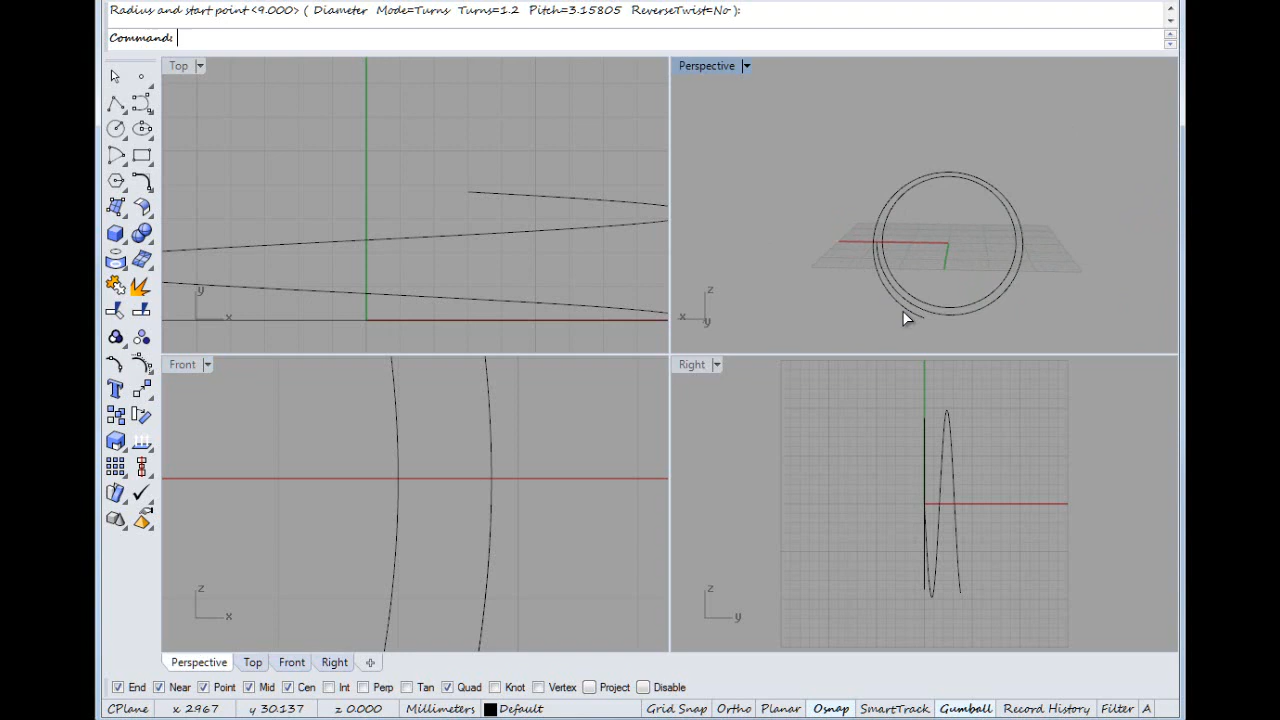 Radius and start point <9.000> ( Diameter Mode=Turns Turns=1.2 Pitch=3.15805 ReverseTwist=No ):
Command:
Top
Perspective
y
x
z
x
y
Front
Right
z
x
z
y
Perspective Top Front Right
End Near Point Mid Cen Int Perp Tan Quad Knot Vertex Project Disable
CPlane x 2.967 y 30.137 z 0.000 Millimeters Default Grid Snap Ortho Planar Osnap SmartTrack Gumball Record History Filter A